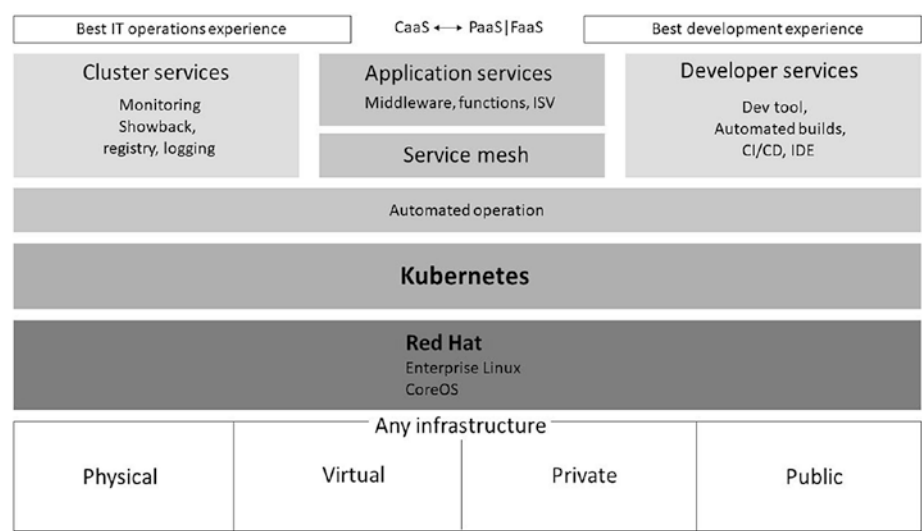 Best IT operations experience
CaaS ⟷ PaaS|FaaS
Best development experience
Cluster services
Monitoring
Showback,
registry, logging
Application services
Middleware, functions, ISV
Service mesh
Developer services
Dev tool,
Automated builds,
CI/CD, IDE
Automated operation
Kubernetes
Red Hat
Enterprise Linux
CoreOS
Any infrastructure
Physical
Virtual
Private
Public